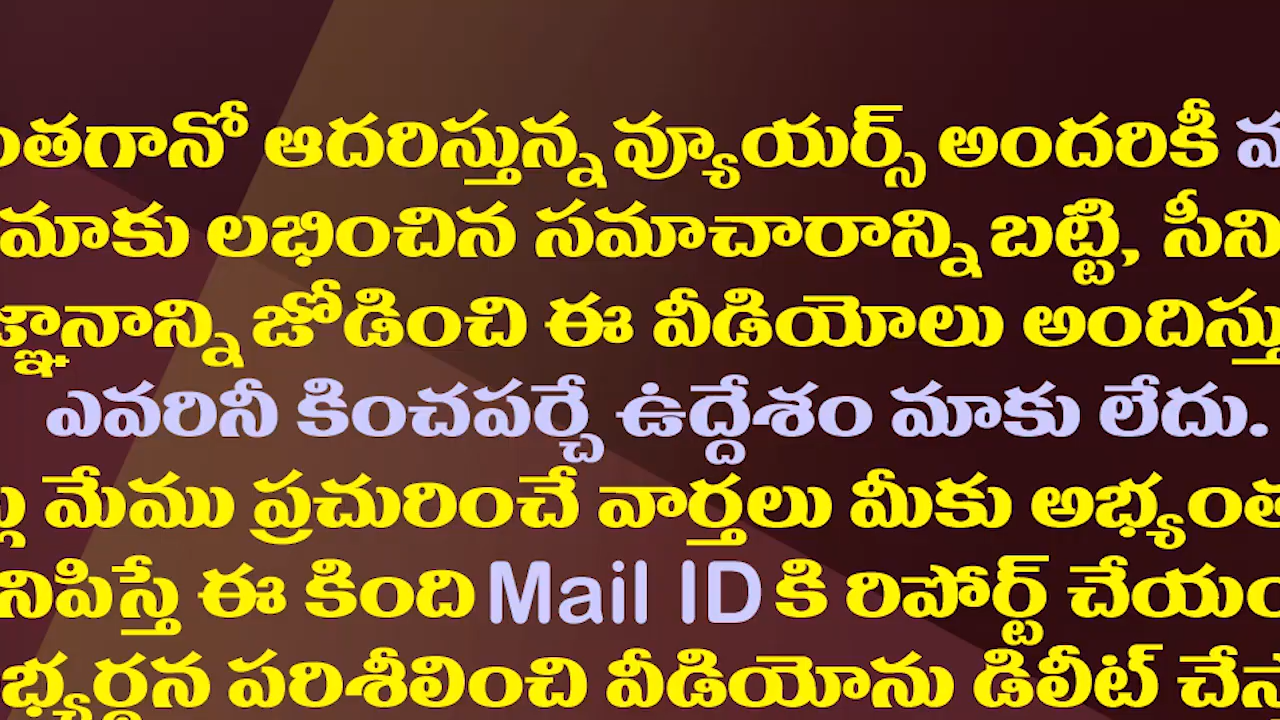 ఆదరిస్తున్న వ్యూయర్స్ అందరికీ
మాకు లభించిన సమాచారాన్ని బట్టి,
జోడించి ఈ వీడియోలు
ఎవరినీ కించపర్చే ఉద్దేశం మాకు లేదు.
మేము ప్రచురించే వార్తలు మీకు
ఈ కింది Mail ID కి రిపోర్ట్
పరిశీలించి వీడియోను డిలీట్